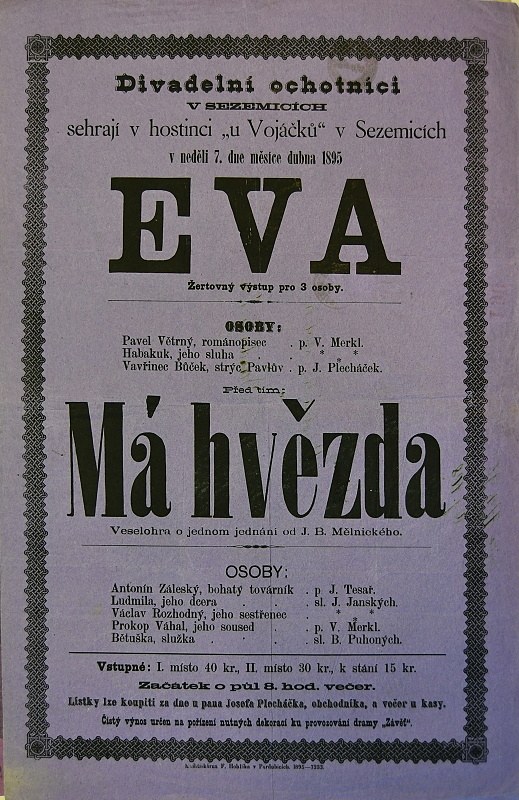 Divadelní ochotníci
V SEZEMICÍCH
sehrají v hostinci „u Vojáčků“ v Sezemicích
v neděli 7. dne měsíce dubna 1895
EVA
Žertovný výstup pro 3 osoby.
OSOBY:
Pavel Větrný, románopisec . p. V. Merkl.
Habakuk, jeho sluha . . * * *
Vavřinec Bůček, strýc Pavlův . p. J. Plecháček.
Před tím:
Má hvězda
Veselohra o jednom jednání od J. B. Mělnického.
OSOBY:
Antonín Záleský, bohatý továrník . p J. Tesař.
Ludmila, jeho dcera . . . sl. J. Janských.
Václav Rozhodný, jeho sestřenec . * * *
Prokop Váhal, jeho soused . . p. V. Merkl.
Bětuška, služka . . . . sl. B. Puhoných.
Vstupné: I. místo 40 kr., II. místo 30 kr., k stání 15 kr.
Začátek o půl 8. hod. večer.
Lístky lze koupiti za dne u pana Josefa Plecháčka, obchodníka, a večer u kasy.
Čistý výnos určen na pořízení nutných dekorací ku provozování dramy „Závěť“.
Knihtiskárna F. Hoblíka v Pardubicích. 1895—